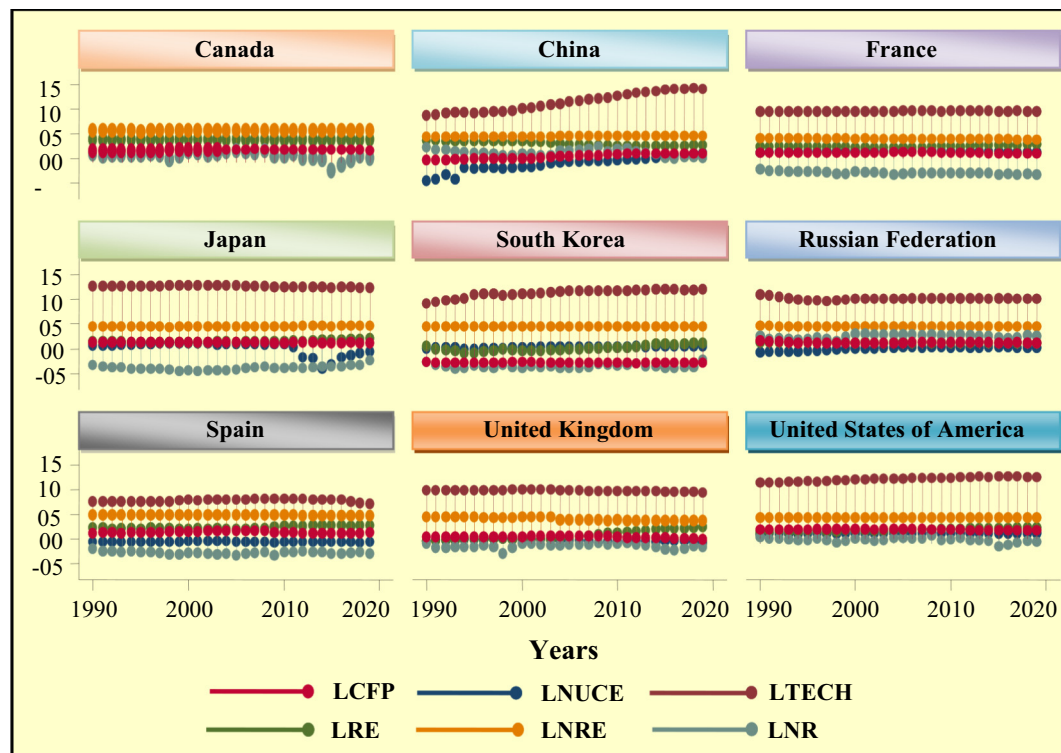 Canada China France
15
10
05
00
-
Japan South Korea Russian Federation
15
10
05
00
-05
Spain United Kingdom United States of America
15
10
05
00
-05
1990 2000 2010 2020 1990 2000 2010 2020 1990 2000 2010 2020
Years
LCFP LNUCE LTECH
LRE LNRE LNR